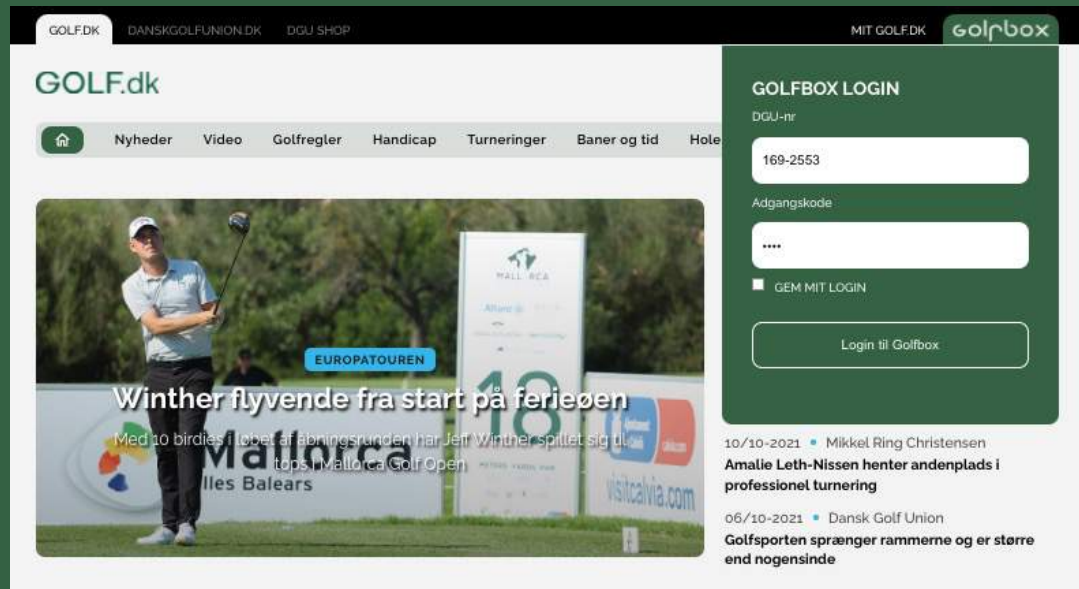 GOLF.DK
DANSKGOLFUNION.DK
DGU SHOP
MIT GOLF.DK
GOLFBOX
GOLF.dk
Nyheder
Video
Golfregler
Handicap
Turneringer
Baner og tid
Hole
GOLFBOX LOGIN
DGU-nr
169-2553
Adgangskode
••••
GEM MIT LOGIN
Login til Golfbox
MALL RCA
Allianz
18
EUROPATOUREN
Winther flyvende fra start på ferieøen
Med 10 birdies i løbet af åbningsrunden har Jeff Winther spillet sig til
tops i Mallorca Golf Open
Mallorca
Illes Balears
visitcalvia.com
10/10-2021 • Mikkel Ring Christensen
Amalie Leth-Nissen henter andenplads i
professionel turnering
06/10-2021 • Dansk Golf Union
Golfsporten sprænger rammerne og er større
end nogensinde